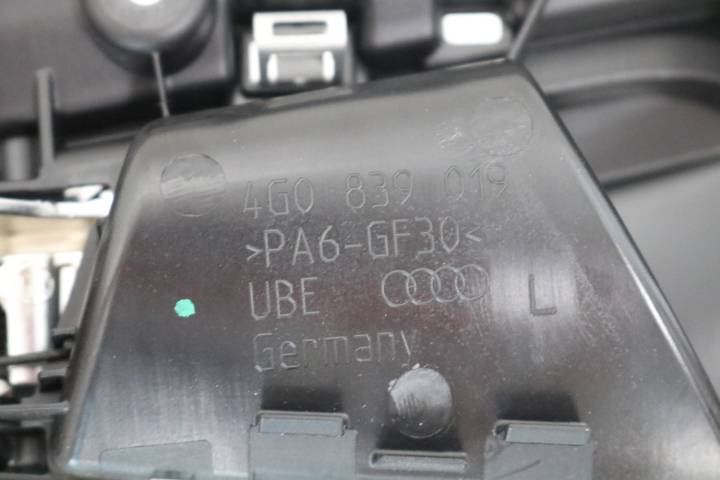 4G0 839 019
>PA6-GF30<
UBE L
Germany